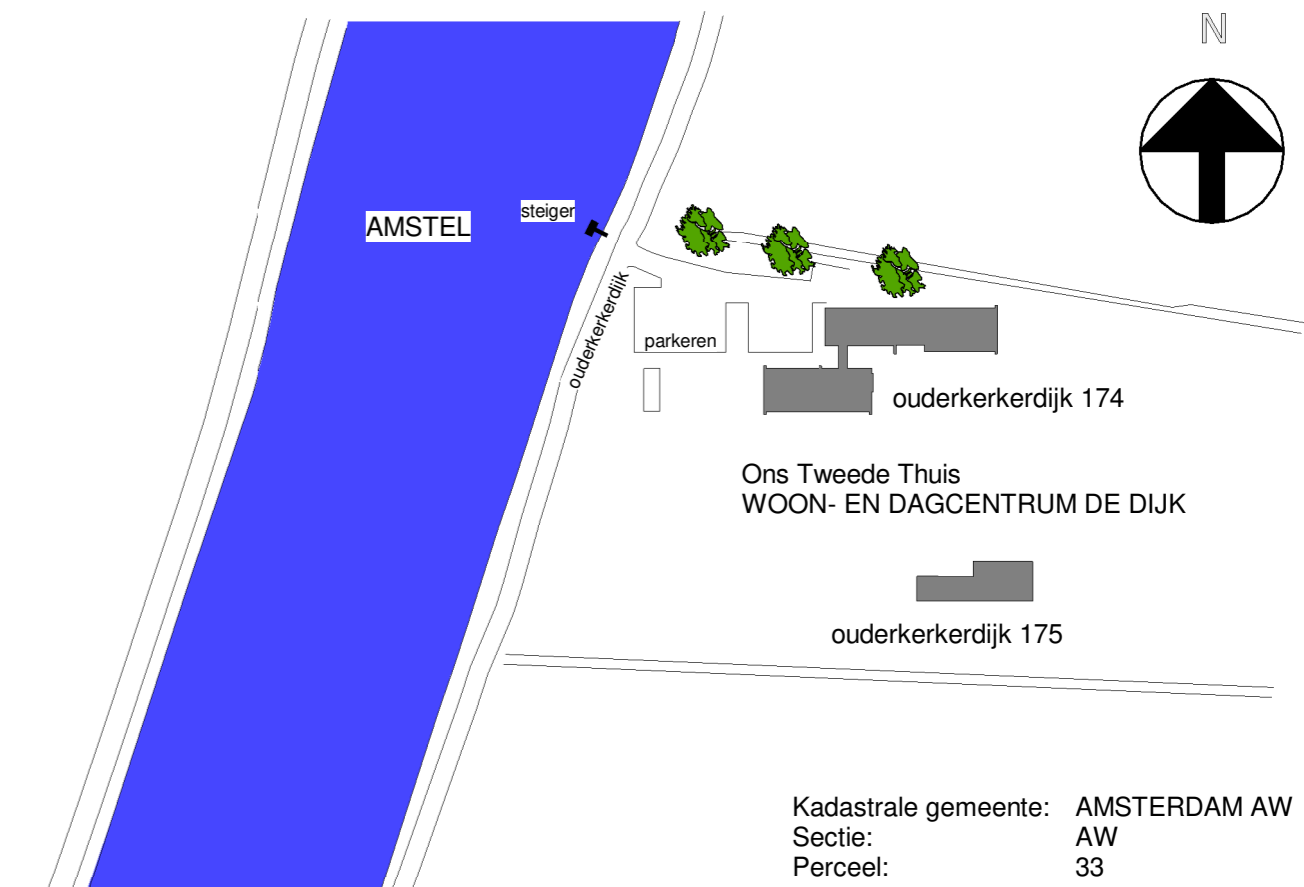 N
steiger
AMSTEL
ouderkerkerdijk
parkeren
ouderkerkerdijk 174
Ons Tweede Thuis
WOON- EN DAGCENTRUM DE DIJK
ouderkerkerdijk 175
Kadastrale gemeente: AMSTERDAM AW
Sectie: AW
Perceel: 33